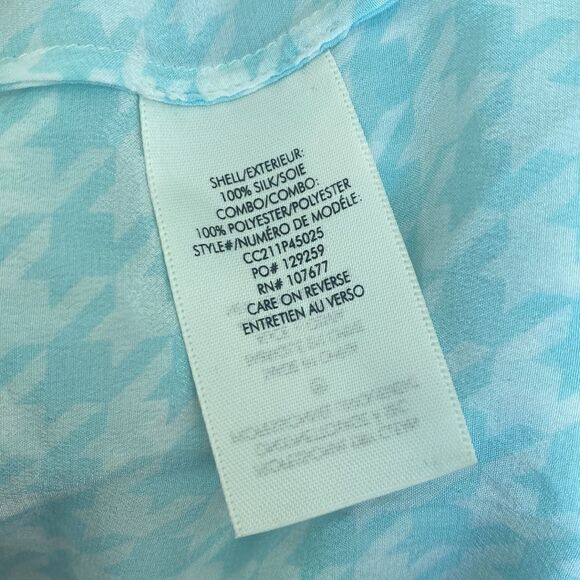 SHELL/EXTERIEUR:
100% SILK/SOIE
COMBO/COMBO:
100% POLYESTER/POLYESTER
STYLE#/NUMÉRO DE MODÈLE:
CC211P45025
PO# 129259
RN# 107677
CARE ON REVERSE
ENTRETIEN AU VERSO